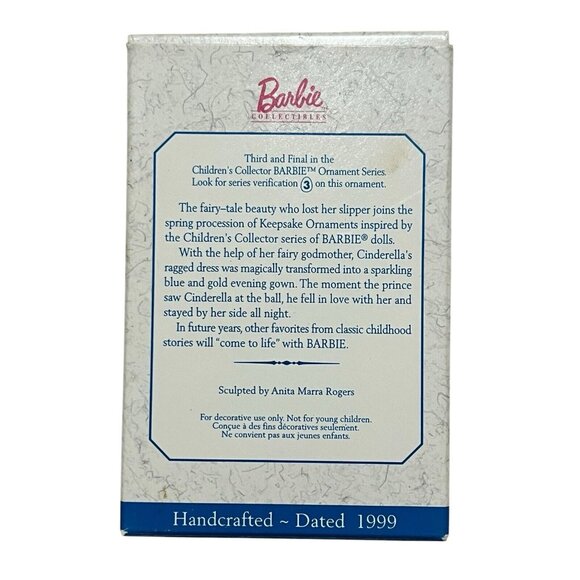 Barbie
COLLECTIBLES
Third and Final in the
Children's Collector BARBIE™ Ornament Series.
Look for series verification 3 on this ornament.
The fairy–tale beauty who lost her slipper joins the
spring procession of Keepsake Ornaments inspired by
the Children's Collector series of BARBIE® dolls.
With the help of her fairy godmother, Cinderella's
ragged dress was magically transformed into a sparkling
blue and gold evening gown. The moment the prince
saw Cinderella at the ball, he fell in love with her and
stayed by her side all night.
In future years, other favorites from classic childhood
stories will "come to life" with BARBIE.
Sculpted by Anita Marra Rogers
For decorative use only. Not for young children.
Conçue à des fins décoratives seulement.
Ne convient pas aux jeunes enfants.
Handcrafted ~ Dated 1999